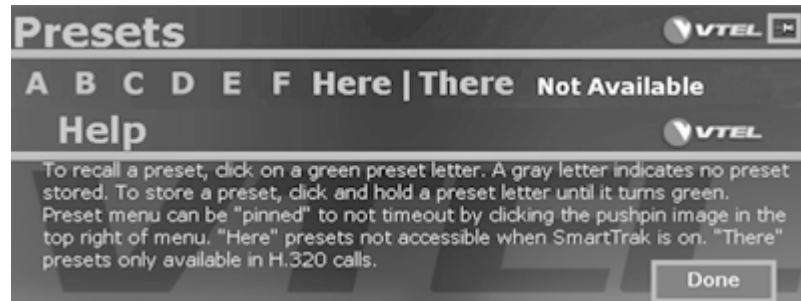 Presets VTEL
A B C D E F Here | There Not Available
Help VTEL
To recall a preset, click on a green preset letter. A gray letter indicates no preset
stored. To store a preset, click and hold a preset letter until it turns green.
Preset menu can be "pinned" to not timeout by clicking the pushpin image in the
top right of menu. "Here" presets not accessible when SmartTrak is on. "There"
presets only available in H.320 calls.
Done